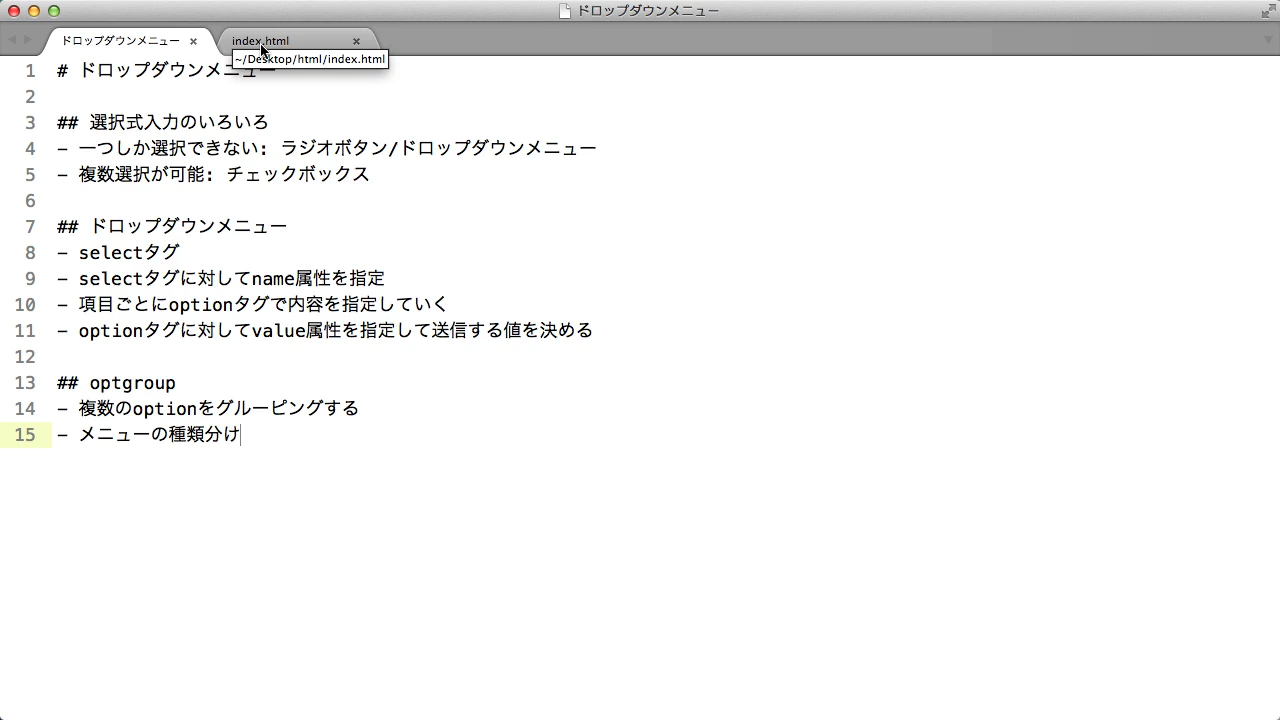 ドロップダウンメニュー
ドロップダウンメニュー × index.html ×
~/Desktop/html/index.html
1 # ドロップダウンメニュー
2
3 ## 選択式入力のいろいろ
4 - 一つしか選択できない: ラジオボタン/ドロップダウンメニュー
5 - 複数選択が可能: チェックボックス
6
7 ## ドロップダウンメニュー
8 - selectタグ
9 - selectタグに対してname属性を指定
10 - 項目ごとにoptionタグで内容を指定していく
11 - optionタグに対してvalue属性を指定して送信する値を決める
12
13 ## optgroup
14 - 複数のoptionをグルーピングする
15 - メニューの種類分け